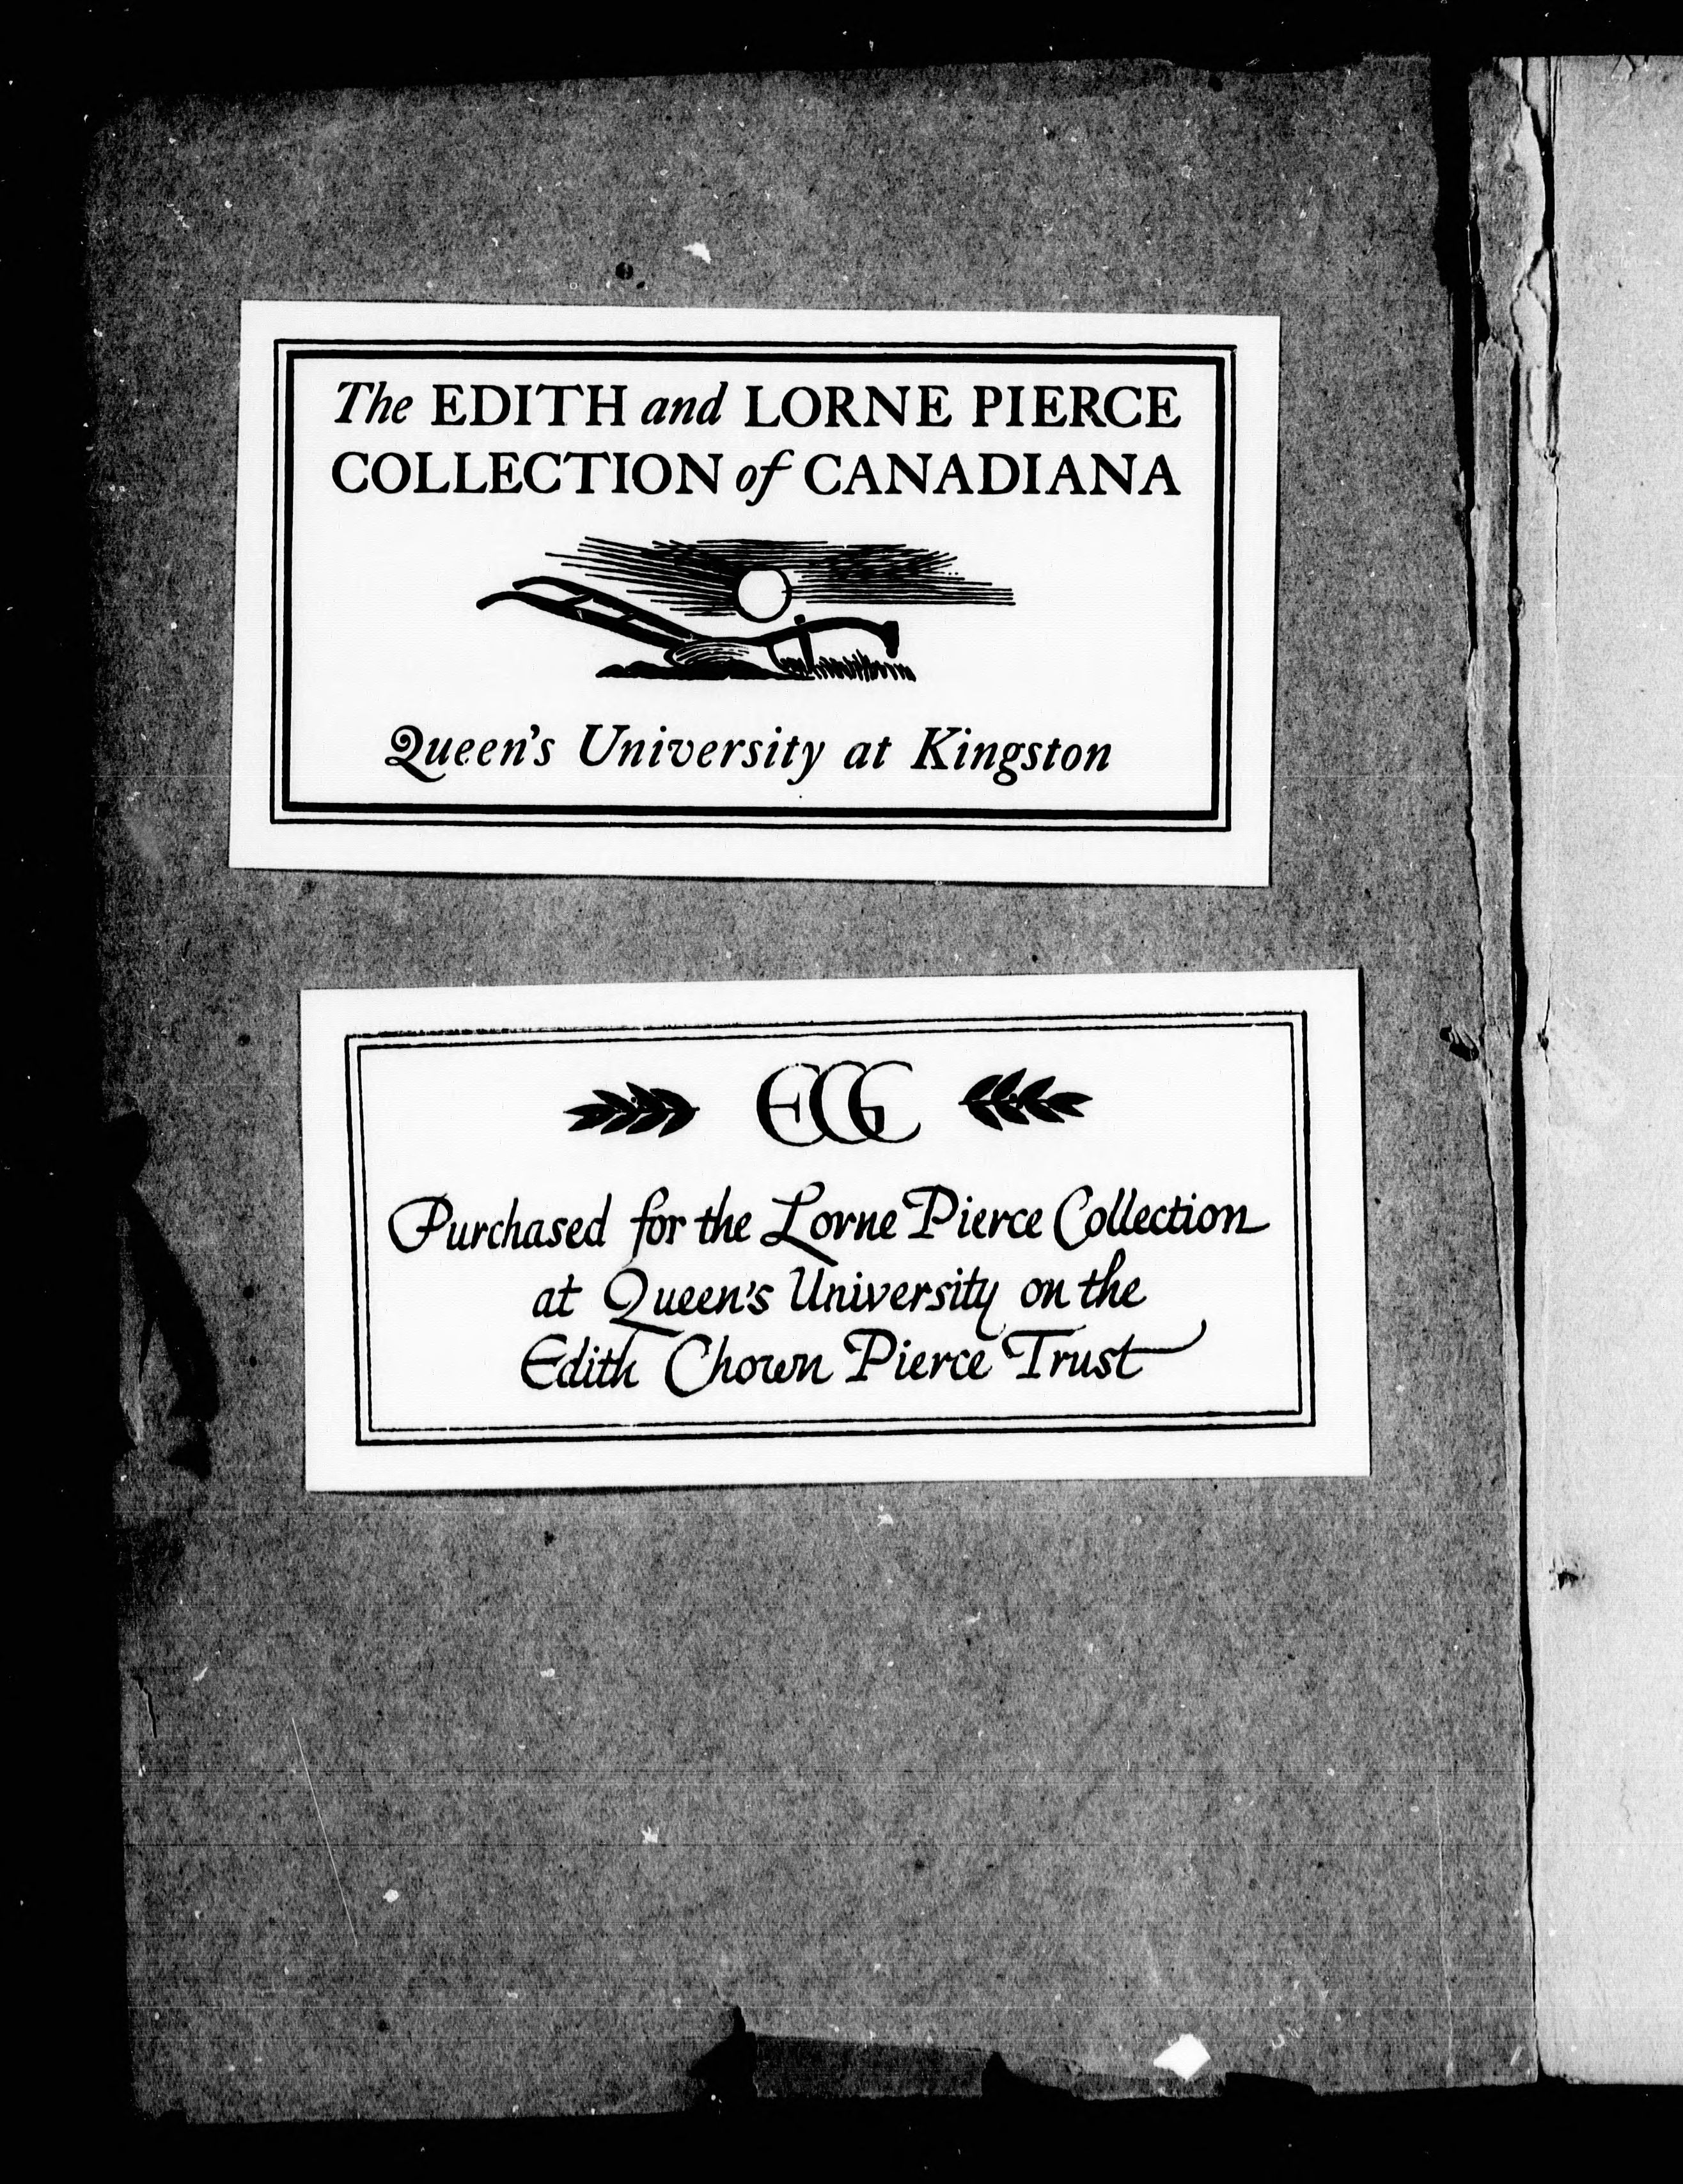 The EDITH and LORNE PIERCE
COLLECTION of CANADIANA
Queen's University at Kingston
Purchased for the Lorne Pierce Collection
at Queen's University on the
Edith Chown Pierce Trust